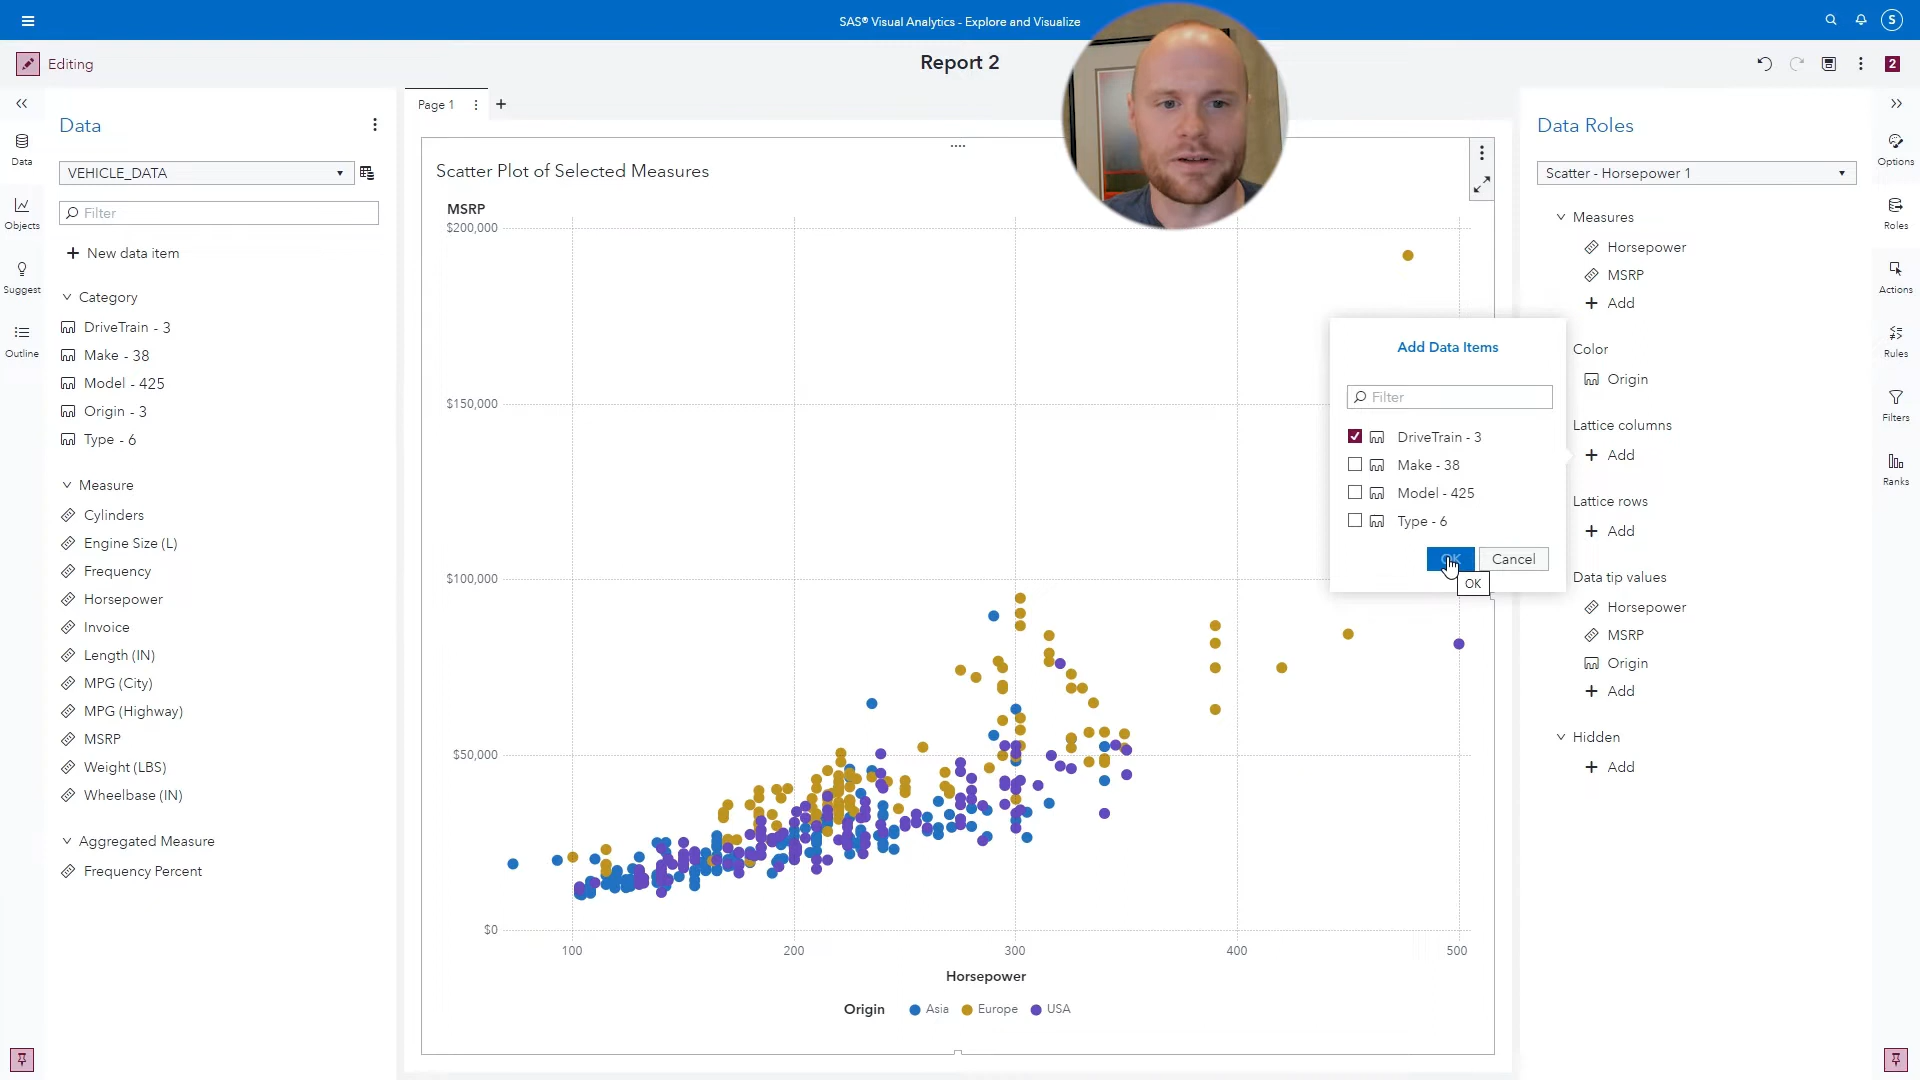 SAS® Visual Analytics - Explore and Visualize
S
Editing
Report 2
2
Data
Objects
Suggest
Outline
Data
VEHICLE_DATA
Filter
New data item
Category
DriveTrain - 3
Make - 38
Model - 425
Origin - 3
Type - 6
Measure
Cylinders
Engine Size (L)
Frequency
Horsepower
Invoice
Length (IN)
MPG (City)
MPG (Highway)
MSRP
Weight (LBS)
Wheelbase (IN)
Aggregated Measure
Frequency Percent
Page 1
Scatter Plot of Selected Measures
MSRP
$200,000
$150,000
$100,000
$50,000
$0
100 200 300 400 500
Horsepower
Origin Asia Europe USA
Add Data Items
Filter
DriveTrain - 3
Make - 38
Model - 425
Type - 6
OK Cancel
OK
Data Roles
Scatter - Horsepower 1
Measures
Horsepower
MSRP
Add
Color
Origin
Lattice columns
Add
Lattice rows
Add
Data tip values
Horsepower
MSRP
Origin
Add
Hidden
Add
Options
Roles
Actions
Rules
Filters
Ranks